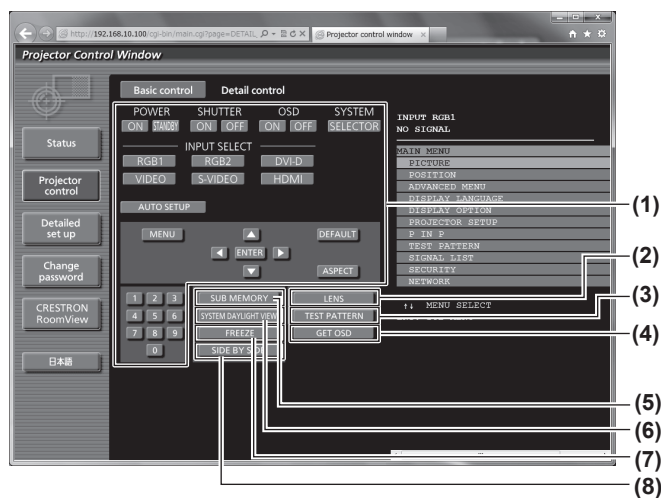 http://192.168.10.100/cgi-bin/main.cgi?page=DETAIL
Projector control window
Projector Control Window
Basic control Detail control
POWER SHUTTER OSD SYSTEM
ON STANDBY ON OFF ON OFF SELECTOR
INPUT SELECT
RGB1 RGB2 DVI-D
VIDEO S-VIDEO HDMI
AUTO SETUP
MENU DEFAULT
ENTER
ASPECT
1 2 3
4 5 6
7 8 9
0
SUB MEMORY
SYSTEM DAYLIGHT VIEW
FREEZE
SIDE BY SIDE
LENS
TEST PATTERN
GET OSD
Status
Projector
control
Detailed
set up
Change
password
CRESTRON
RoomView
日本語
INPUT RGB1
NO SIGNAL
MAIN MENU
PICTURE
POSITION
ADVANCED MENU
DISPLAY LANGUAGE
DISPLAY OPTION
PROJECTOR SETUP
P IN P
TEST PATTERN
SIGNAL LIST
SECURITY
NETWORK
↑↓ MENU SELECT
(1)
(2)
(3)
(4)
(5)
(6)
(7)
(8)